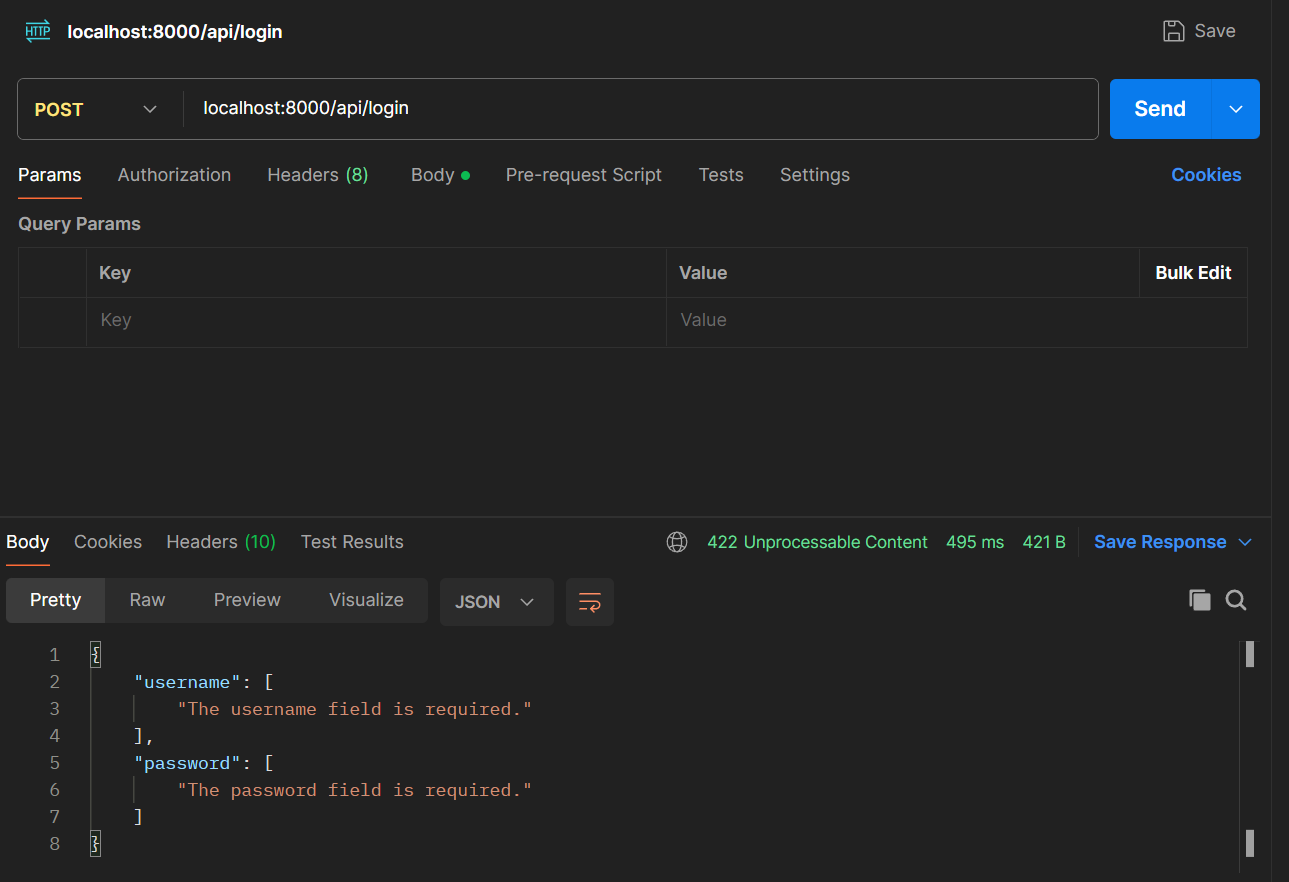 HTTP localhost:8000/api/login Save
POST localhost:8000/api/login Send
Params Authorization Headers (8) Body Pre-request Script Tests Settings Cookies
Query Params
Key Value Bulk Edit
Key Value
Body Cookies Headers (10) Test Results 422 Unprocessable Content 495 ms 421 B Save Response
Pretty Raw Preview Visualize JSON
1 {
2 "username": [
3 "The username field is required."
4 ],
5 "password": [
6 "The password field is required."
7 ]
8 }